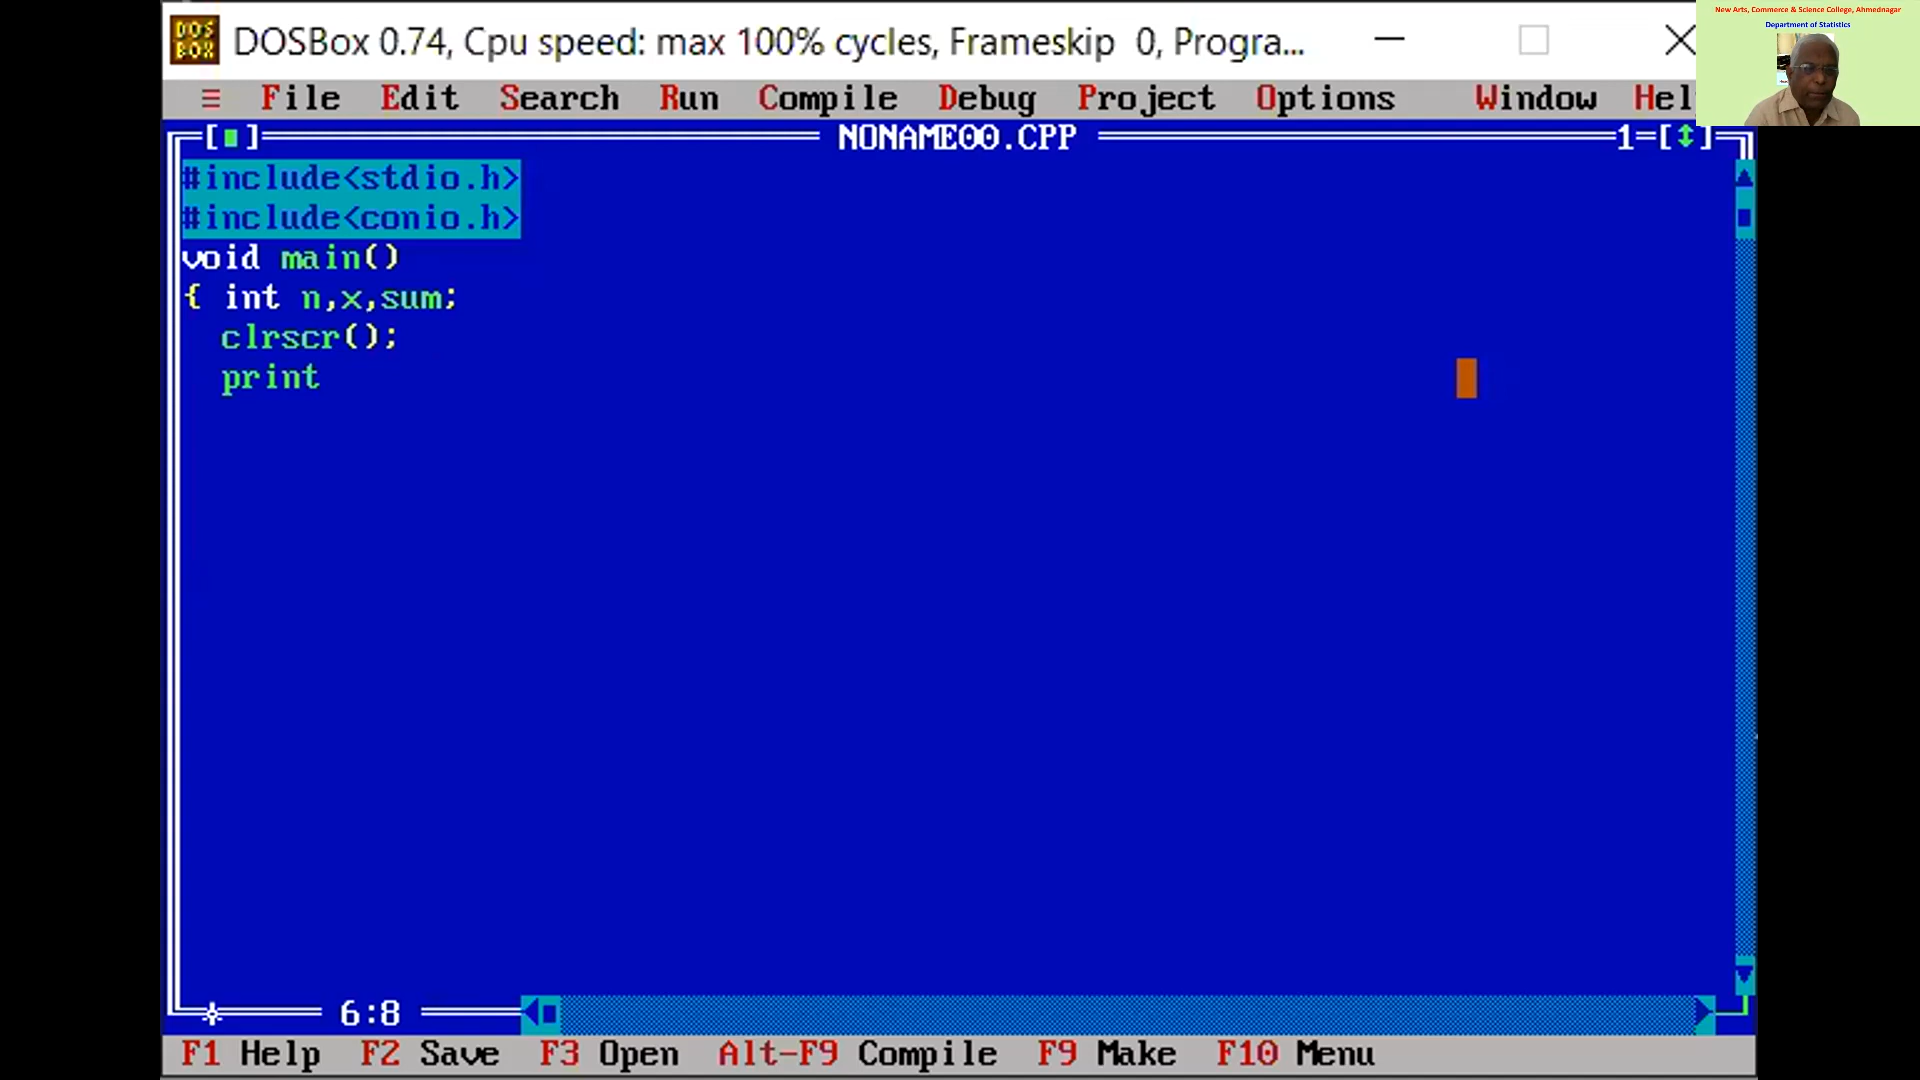 DOSBox 0.74, Cpu speed: max 100% cycles, Frameskip 0, Progra...
New Arts, Commerce & Science College, Ahmednagar
Department of Statistics
≡ File Edit Search Run Compile Debug Project Options Window Hel
NONAME00.CPP 1
#include<stdio.h>
#include<conio.h>
void main()
{ int n,x,sum;
clrscr();
print
6:8
F1 Help F2 Save F3 Open Alt-F9 Compile F9 Make F10 Menu